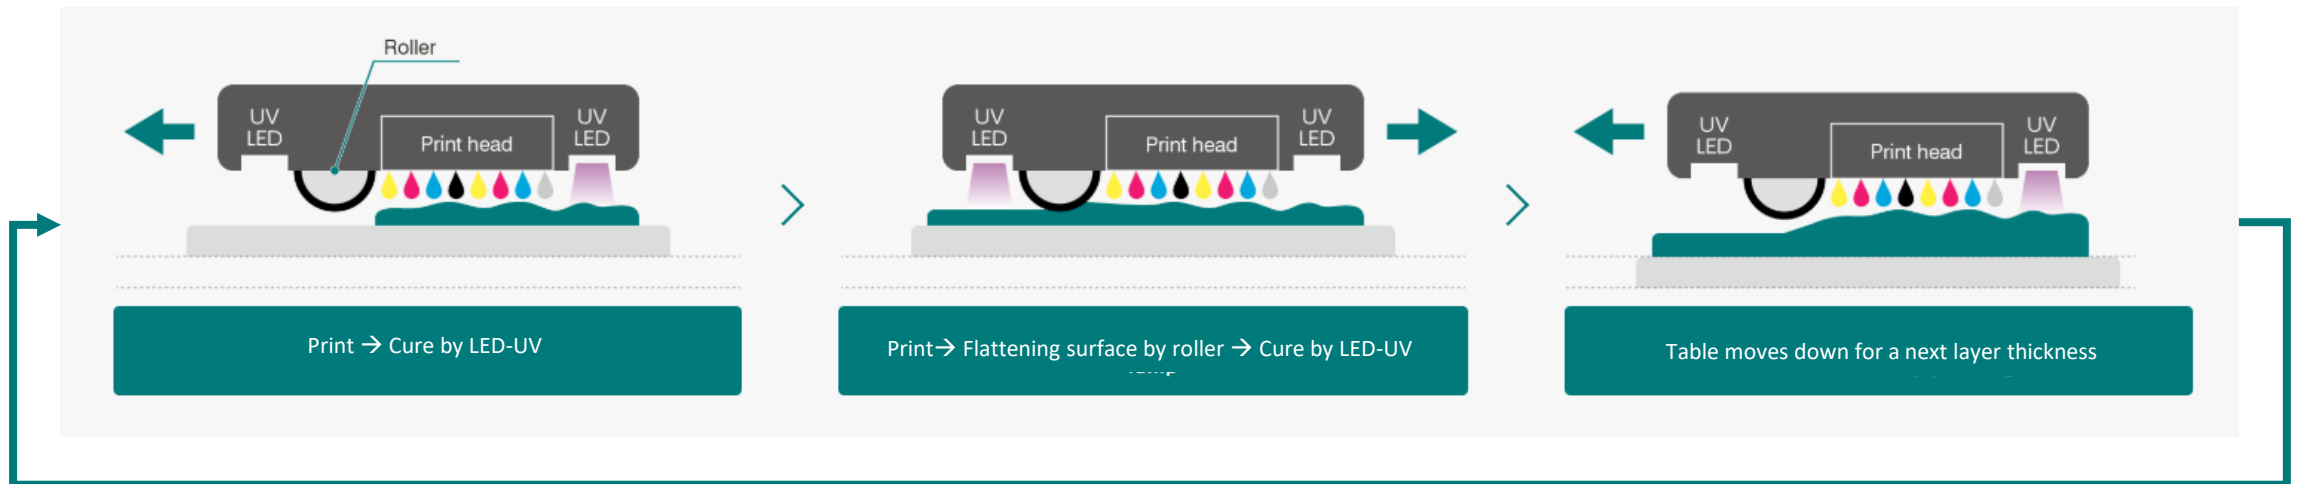 Roller
UV
LED
Print head
UV
LED
UV
LED
Print head
UV
LED
UV
LED
Print head
UV
LED
Print → Cure by LED-UV
Print→ Flattening surface by roller → Cure by LED-UV
Table moves down for a next layer thickness